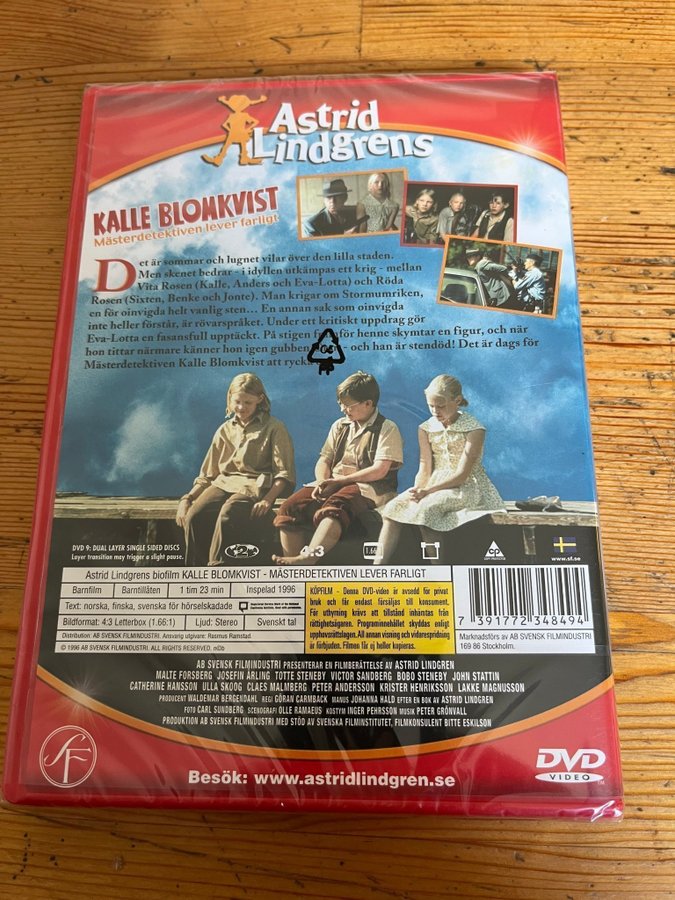 Astrid
Lindgrens
KALLE BLOMKVIST
Mästerdetektiven lever farligt
Det är sommar och lugnet vilar över den lilla staden.
Men skenet bedrar - i idyllen utkämpas ett krig - mellan
Vita Rosen (Kalle, Anders och Eva-Lotta) och Röda
Rosen (Sixten, Benke och Jonte). Man krigar om Stormumriken,
en för oinvigda helt vanlig sten... En annan sak som oinvigda
inte heller förstår, är rövarspråket. Under ett kritiskt uppdrag gör
Eva-Lotta en fasansfull upptäckt. På stigen framför henne skymtar en figur, och när
hon tittar närmare känner hon igen gubben - och han är stendöd! Det är dags för
Mästerdetektiven Kalle Blomkvist att rycka
DVD 9: DUAL LAYER SINGLE SIDED DISCS
Layer transition may trigger a slight pause.
4:3
1.66
www.sf.se
Astrid Lindgrens biofilm KALLE BLOMKVIST - MÄSTERDETEKTIVEN LEVER FARLIGT
Barnfilm Barntillåten 1 tim 23 min Inspelad 1996
Text: norska, finska, svenska för hörselskadade
Bildformat: 4:3 Letterbox (1.66:1) Ljud: Stereo Svenskt tal
Distribution: AB SVENSK FILMINDUSTRI. Ansvarig utgivare: Rasmus Ramstad.
© 1996 AB SVENSK FILMINDUSTRI. ALL RIGHTS RESERVED. mDb
KÖPFILM - Denna DVD-video är avsedd för privat
bruk och får endast försäljas till konsument.
För uthyrning krävs att tillstånd inhämtas från
rättighetsägaren. Programinnehållet skyddas enligt
upphovsrättslagen. All annan visning och vidarespridning
är förbjuden. Filmen får ej heller kopieras.
7 391772 348494
Marknadsförs av AB SVENSK FILMINDUSTRI
169 86 Stockholm.
AB SVENSK FILMINDUSTRI PRESENTERAR EN FILMBERÄTTELSE AV ASTRID LINDGREN
MALTE FORSBERG JOSEFIN ÅRLING TOTTE STENEBY VICTOR SANDBERG BOBO STENEBY JOHN STATTIN
CATHERINE HANSSON ULLA SKOOG CLAES MALMBERG PETER ANDERSSON KRISTER HENRIKSSON LAKKE MAGNUSSON
PRODUCENT WALDEMAR BERGENDAHL REGI GÖRAN CARMBACK MANUS JOHANNA HALD EFTER EN BOK AV ASTRID LINDGREN
FOTO CARL SUNDBERG SCENOGRAFI OLLE RAMAEUS KOSTYM INGER PEHRSSON MUSIK PETER GRÖNVALL
PRODUKTION AB SVENSK FILMINDUSTRI MED STÖD AV SVENSKA FILMINSTITUTET, FILMKONSULENT BITTE ESKILSON
SF
Besök: www.astridlindgren.se
DVD
VIDEO